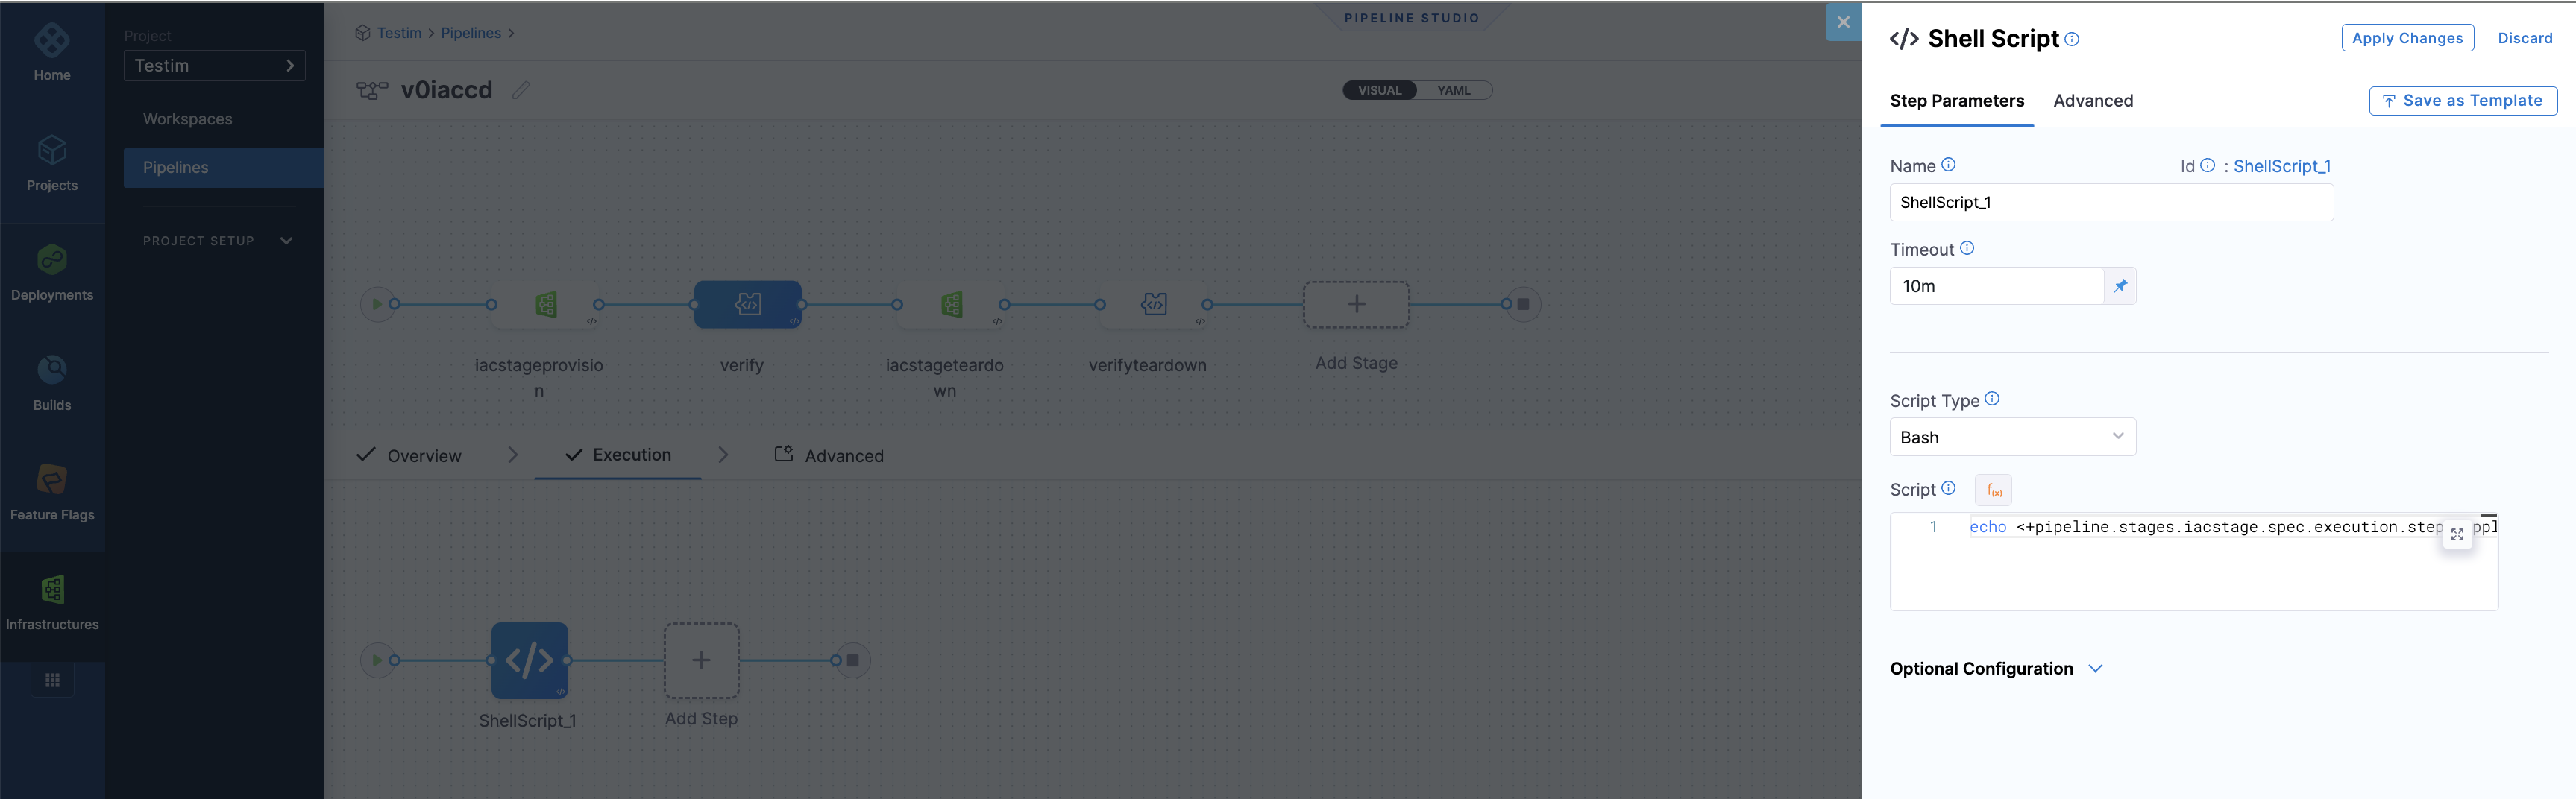 Home
Projects
Deployments
Builds
Feature Flags
Infrastructures
Project
Testim
Workspaces
Pipelines
PROJECT SETUP
Testim > Pipelines >
PIPELINE STUDIO
v0iaccd
VISUAL YAML
iacstageprovisio
n
verify
iacstageteardo
wn
verifyteardown
Add Stage
Overview
Execution
Advanced
ShellScript_1
Add Step
</> Shell Script
Apply Changes
Discard
Step Parameters
Advanced
Save as Template
Name
Id : ShellScript_1
ShellScript_1
Timeout
10m
Script Type
Bash
Script
f(x)
1 echo <+pipeline.stages.iacstage.spec.execution.step
Optional Configuration